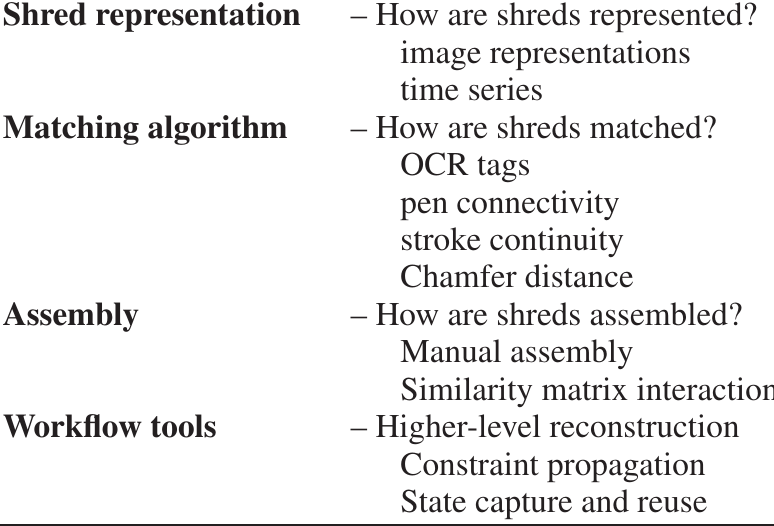 Shred representation – How are shreds represented?
image representations
time series
Matching algorithm – How are shreds matched?
OCR tags
pen connectivity
stroke continuity
Chamfer distance
Assembly – How are shreds assembled?
Manual assembly
Similarity matrix interaction
Workflow tools – Higher-level reconstruction
Constraint propagation
State capture and reuse